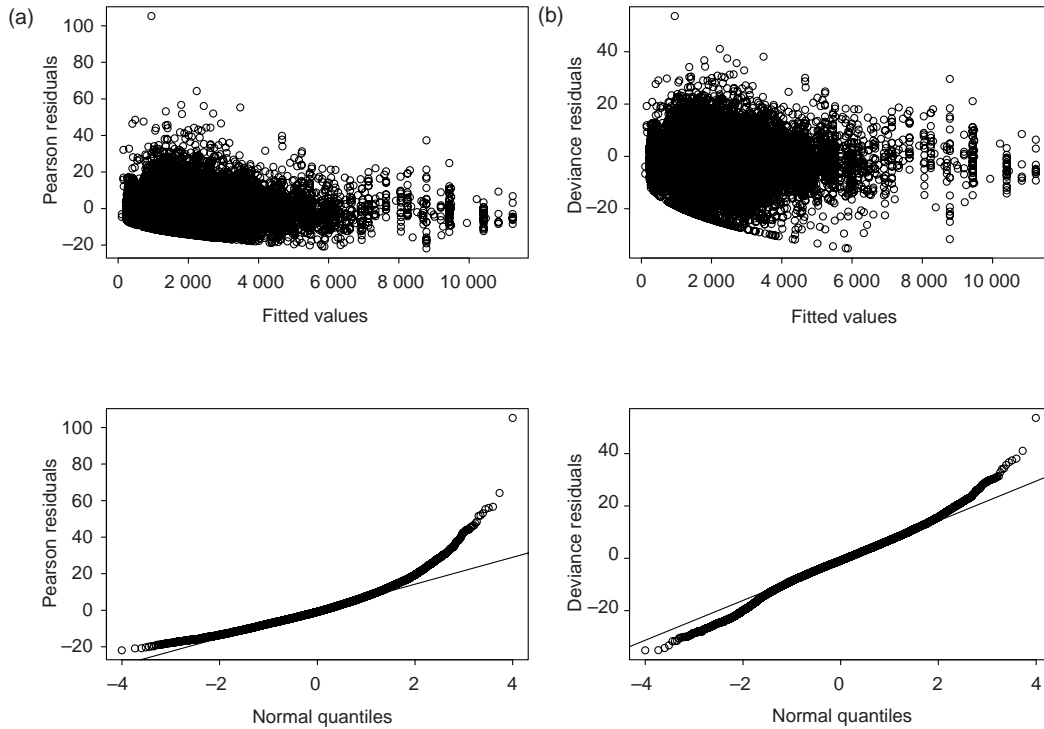 (a)
Pearson residuals
100
80
60
40
20
0
–20
0 2 000 4 000 6 000 8 000 10 000
Fitted values
(b)
Deviance residuals
40
20
0
–20
0 2 000 4 000 6 000 8 000 10 000
Fitted values
Pearson residuals
100
80
60
40
20
0
–20
–4 –2 0 2 4
Normal quantiles
Deviance residuals
40
20
0
–20
–4 –2 0 2 4
Normal quantiles